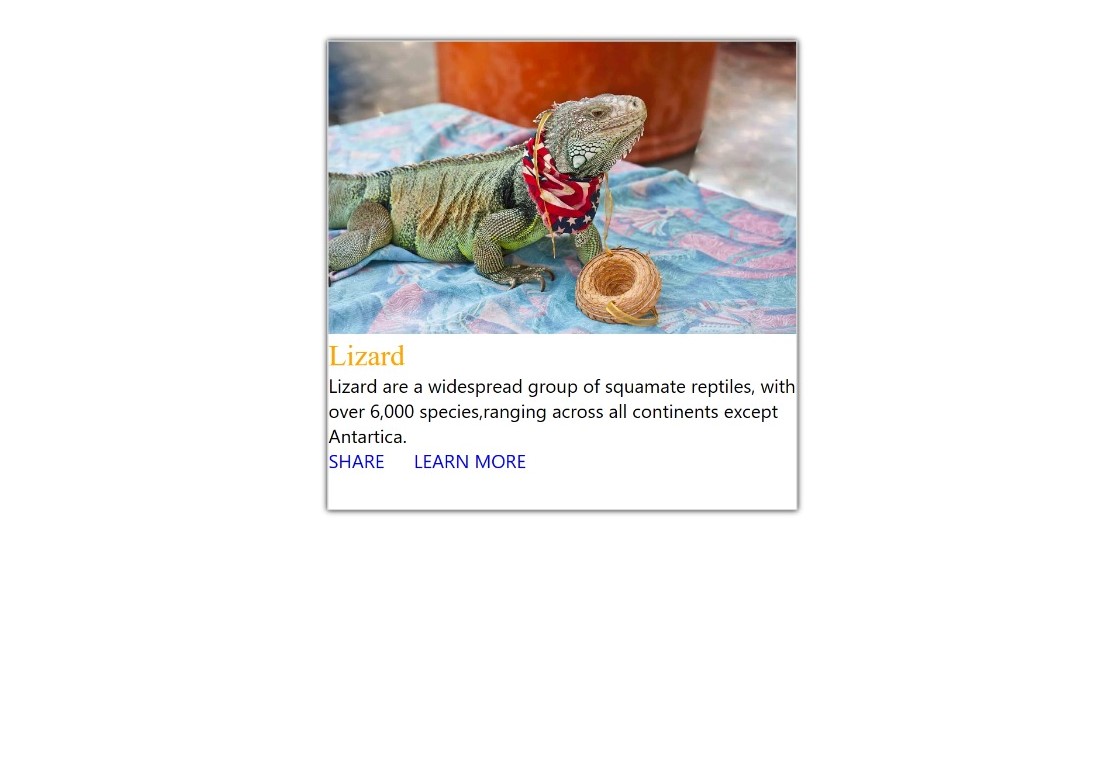 Lizard
Lizard are a widespread group of squamate reptiles, with
over 6,000 species,ranging across all continents except
Antartica.
SHARE LEARN MORE